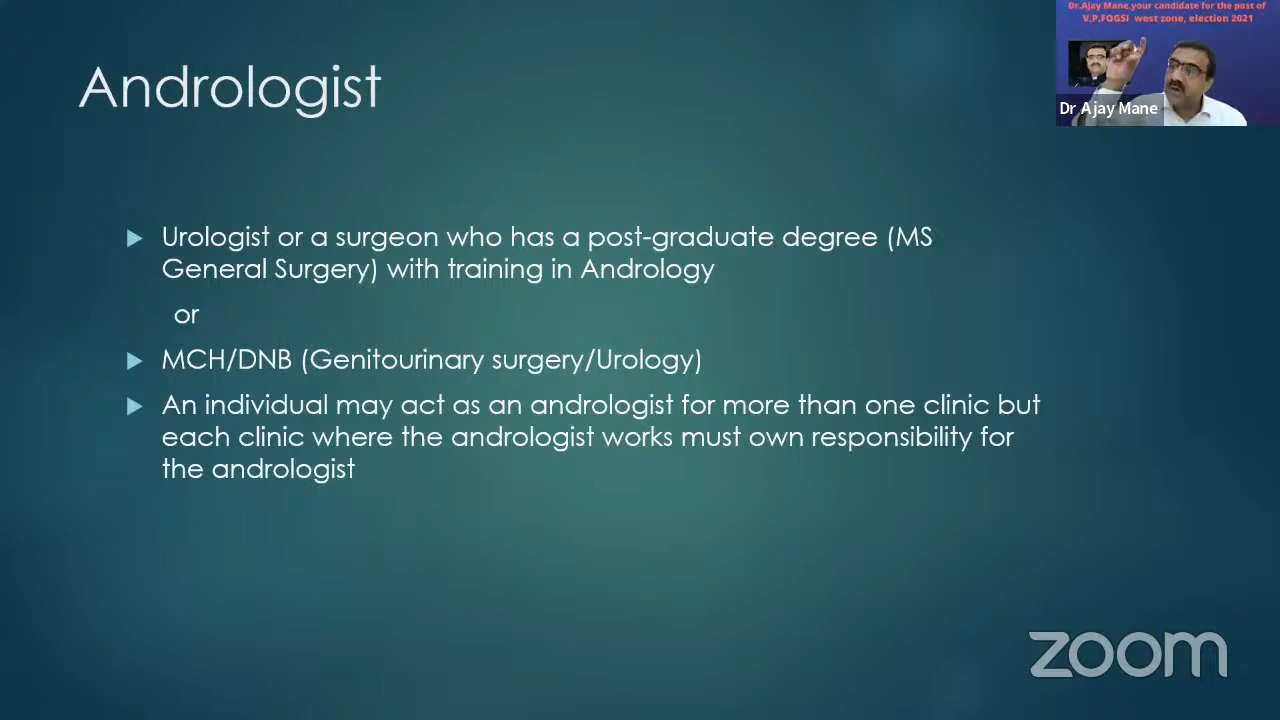 Dr.Ajay Mane,your candidate for the post of
V.P.FOGSI west zone, election 2021
Dr Ajay Mane
Andrologist
Urologist or a surgeon who has a post-graduate degree (MS
General Surgery) with training in Andrology
or
MCH/DNB (Genitourinary surgery/Urology)
An individual may act as an andrologist for more than one clinic but
each clinic where the andrologist works must own responsibility for
the andrologist
zoom